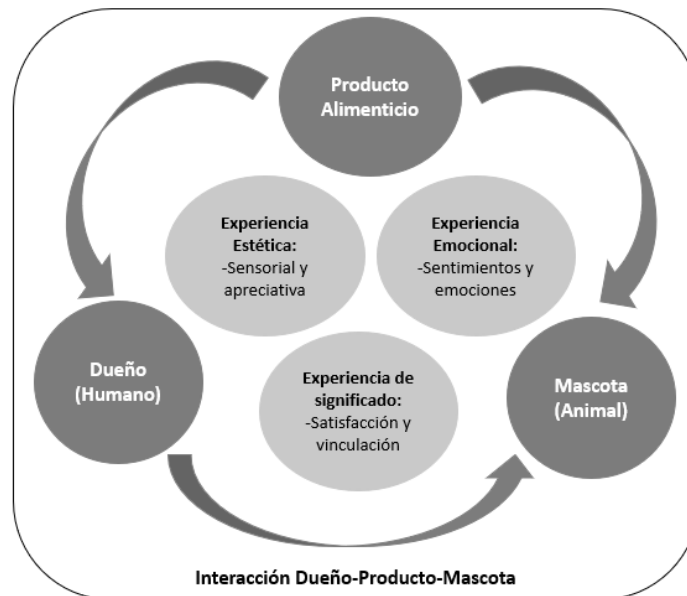 Producto
Alimenticio
Experiencia
Estética:
-Sensorial y
apreciativa
Experiencia
Emocional:
-Sentimientos y
emociones
Dueño
(Humano)
Experiencia de
significado:
-Satisfacción y
vinculación
Mascota
(Animal)
Interacción Dueño-Producto-Mascota